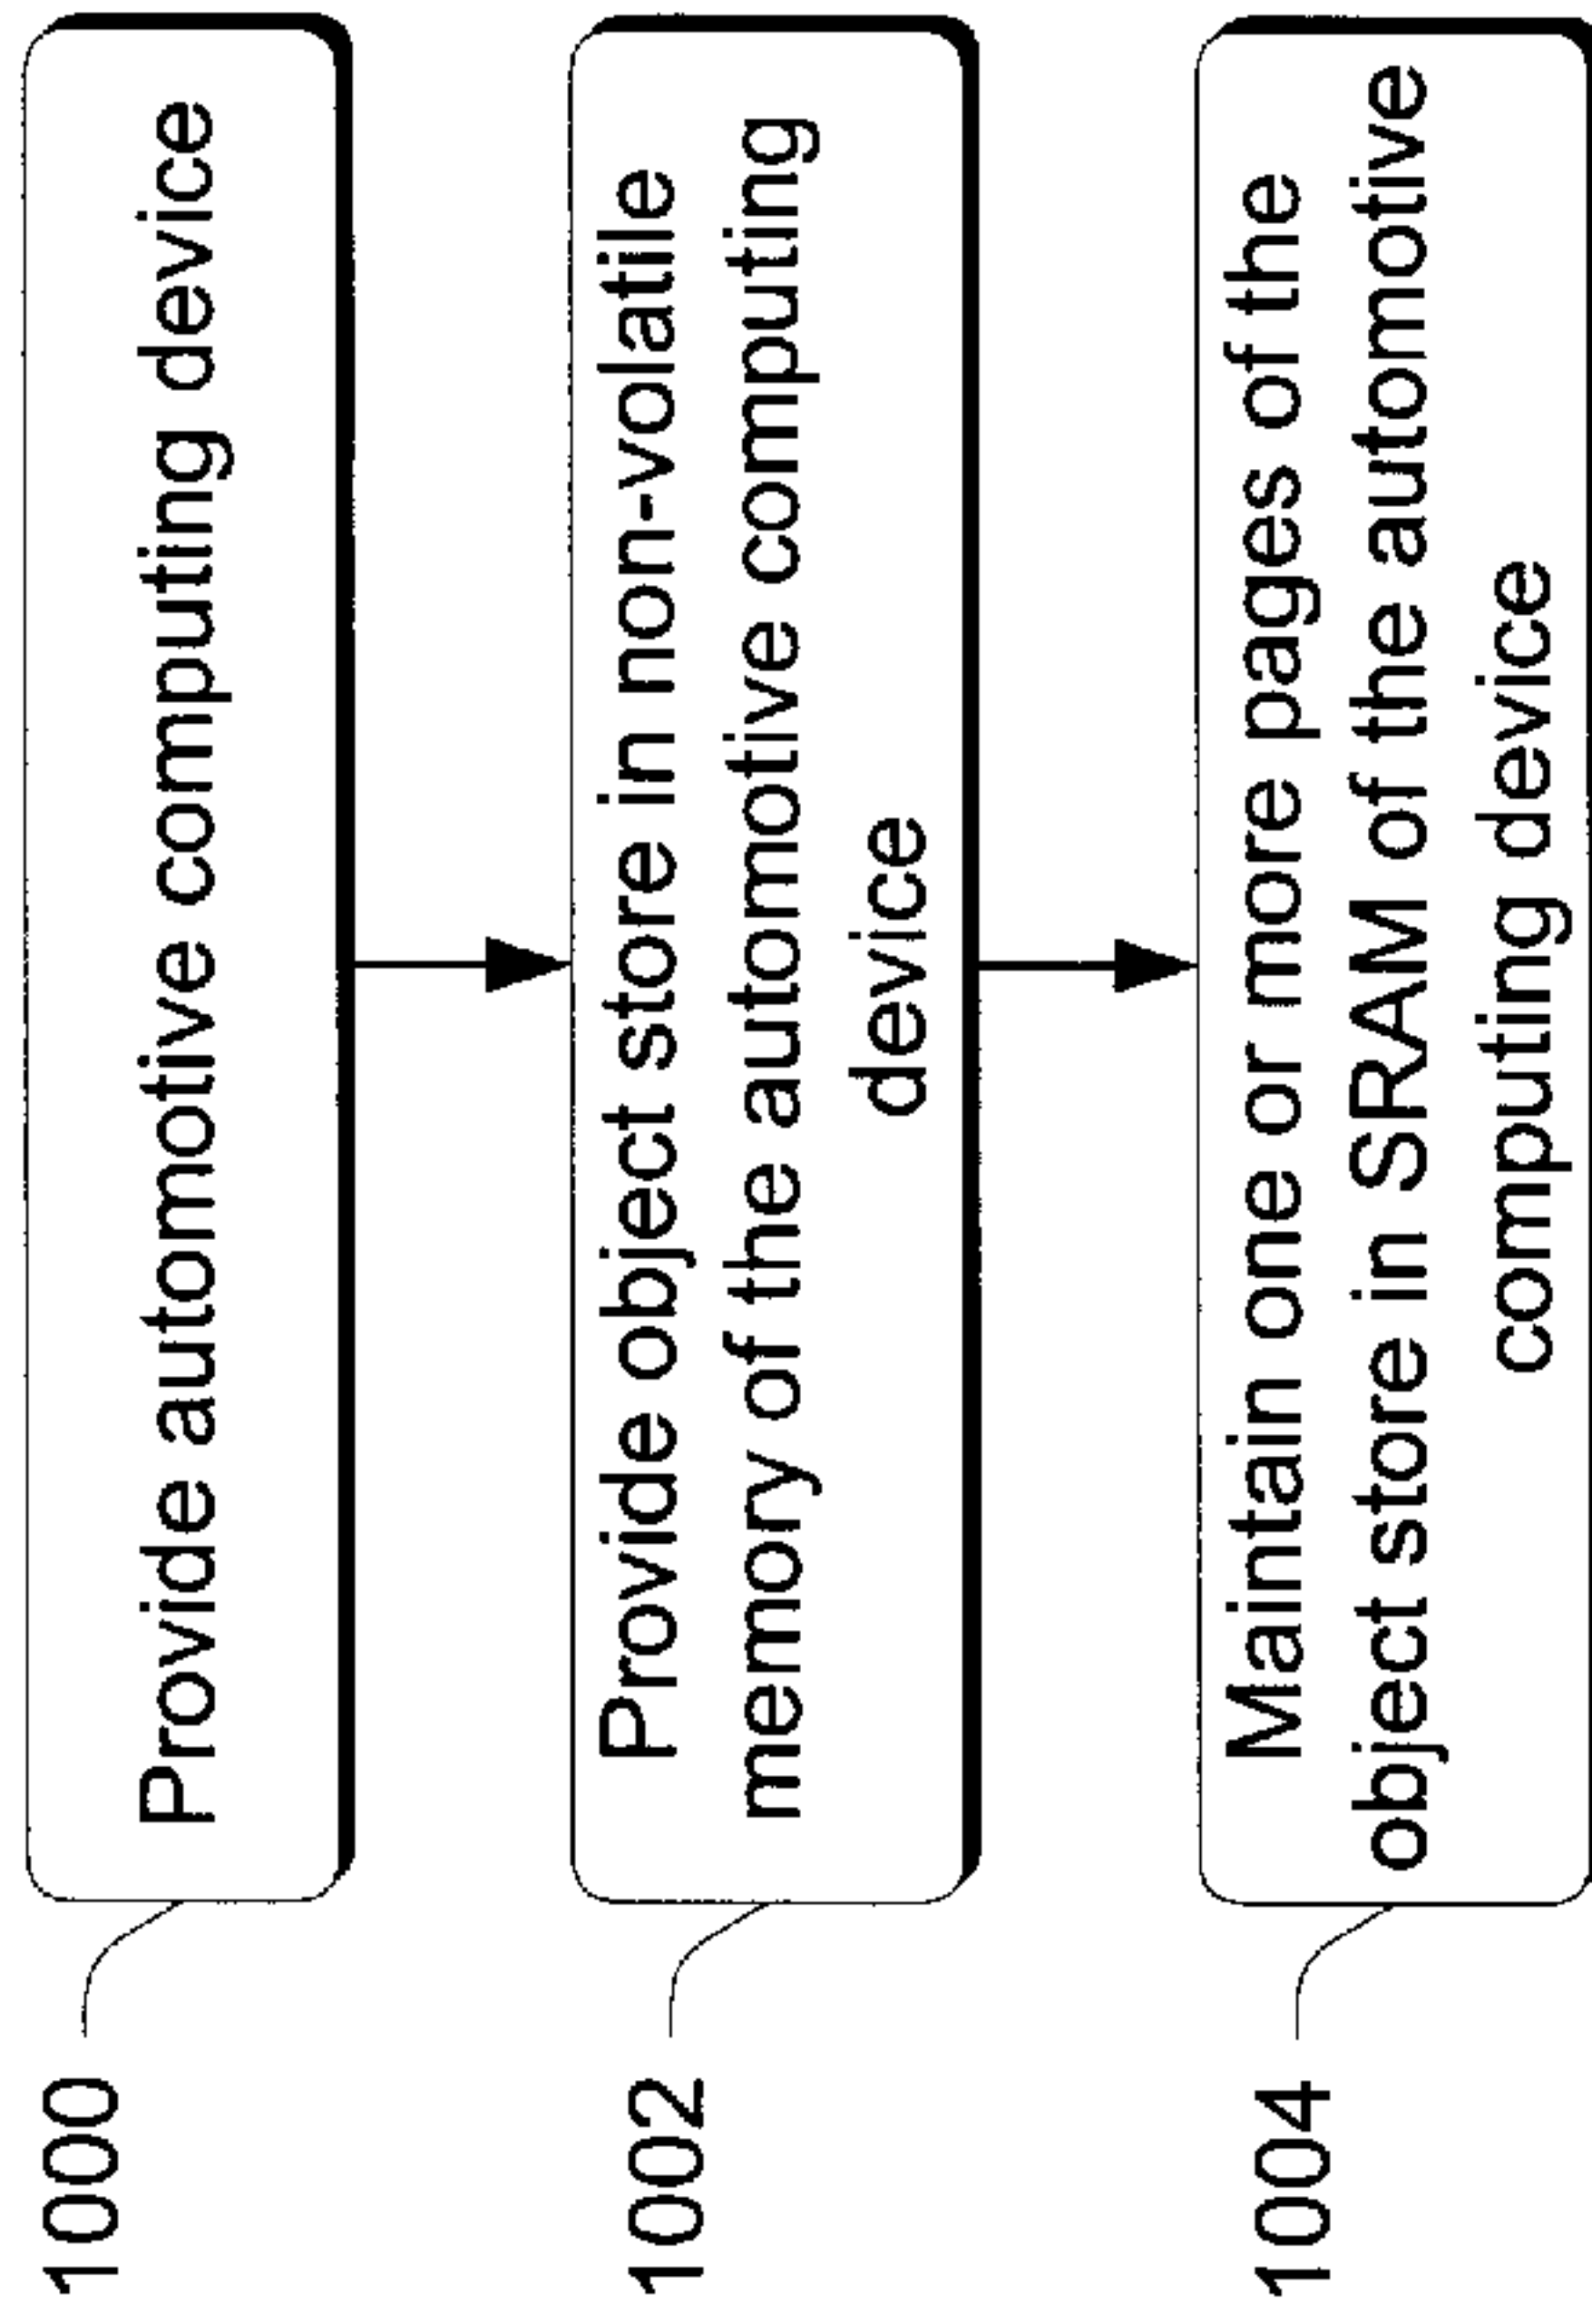 1000
Provide automotive computing device
1002
Provide object store in non-volatile
memory of the automotive computing
device
1004
Maintain one or more pages of the
object store in SRAM of the automotive
computing device